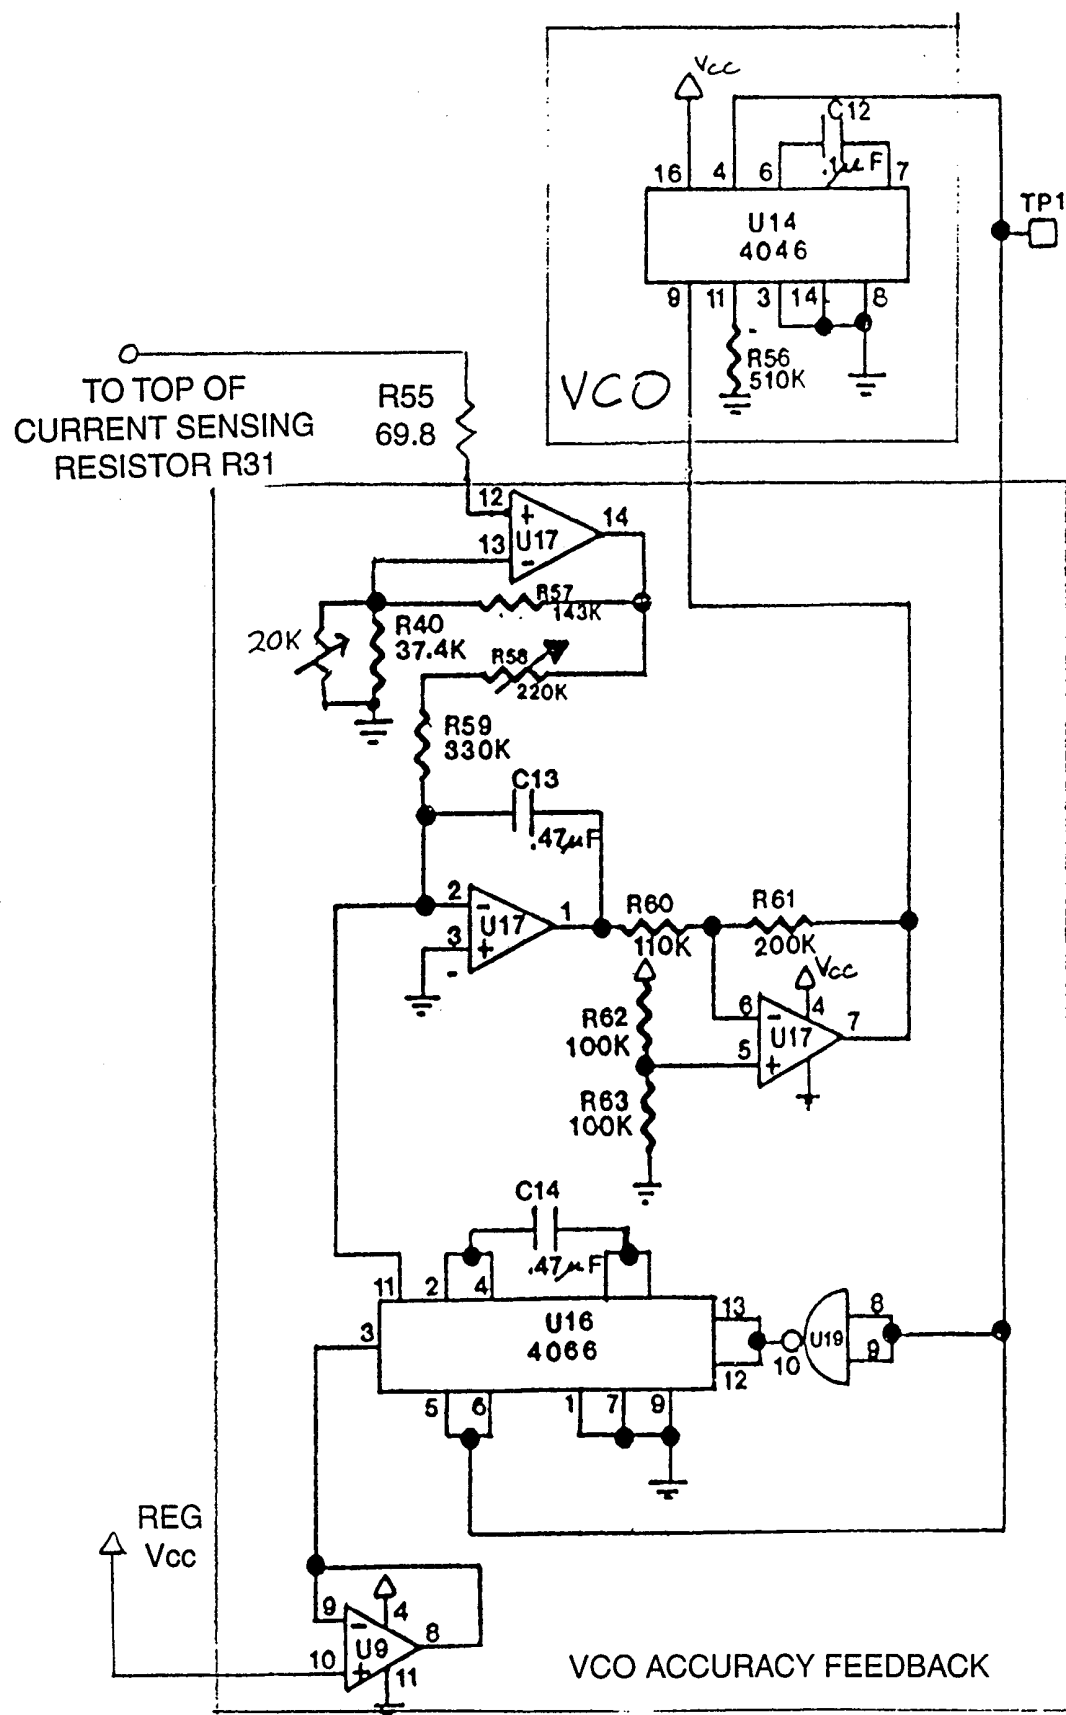 Vcc
C12
.1µF
16
4
6
7
TP1
U14
4046
9
11
3
14
8
R56
510K
VCO
TO TOP OF
CURRENT SENSING
RESISTOR R31
R55
69.8
12
+
14
U17
13
-
R57
143K
20K
R40
37.4K
R58
220K
R59
330K
C13
.47µF
2
-
U17
1
3
+
R60
110K
R61
200K
Vcc
4
6
-
7
U17
5
+
R62
100K
R63
100K
C14
.47µF
11
2
4
U16
4066
3
13
12
10
U19
8
9
5
6
1
7
9
REG
Vcc
4
9
-
8
U9
10
+
11
VCO ACCURACY FEEDBACK